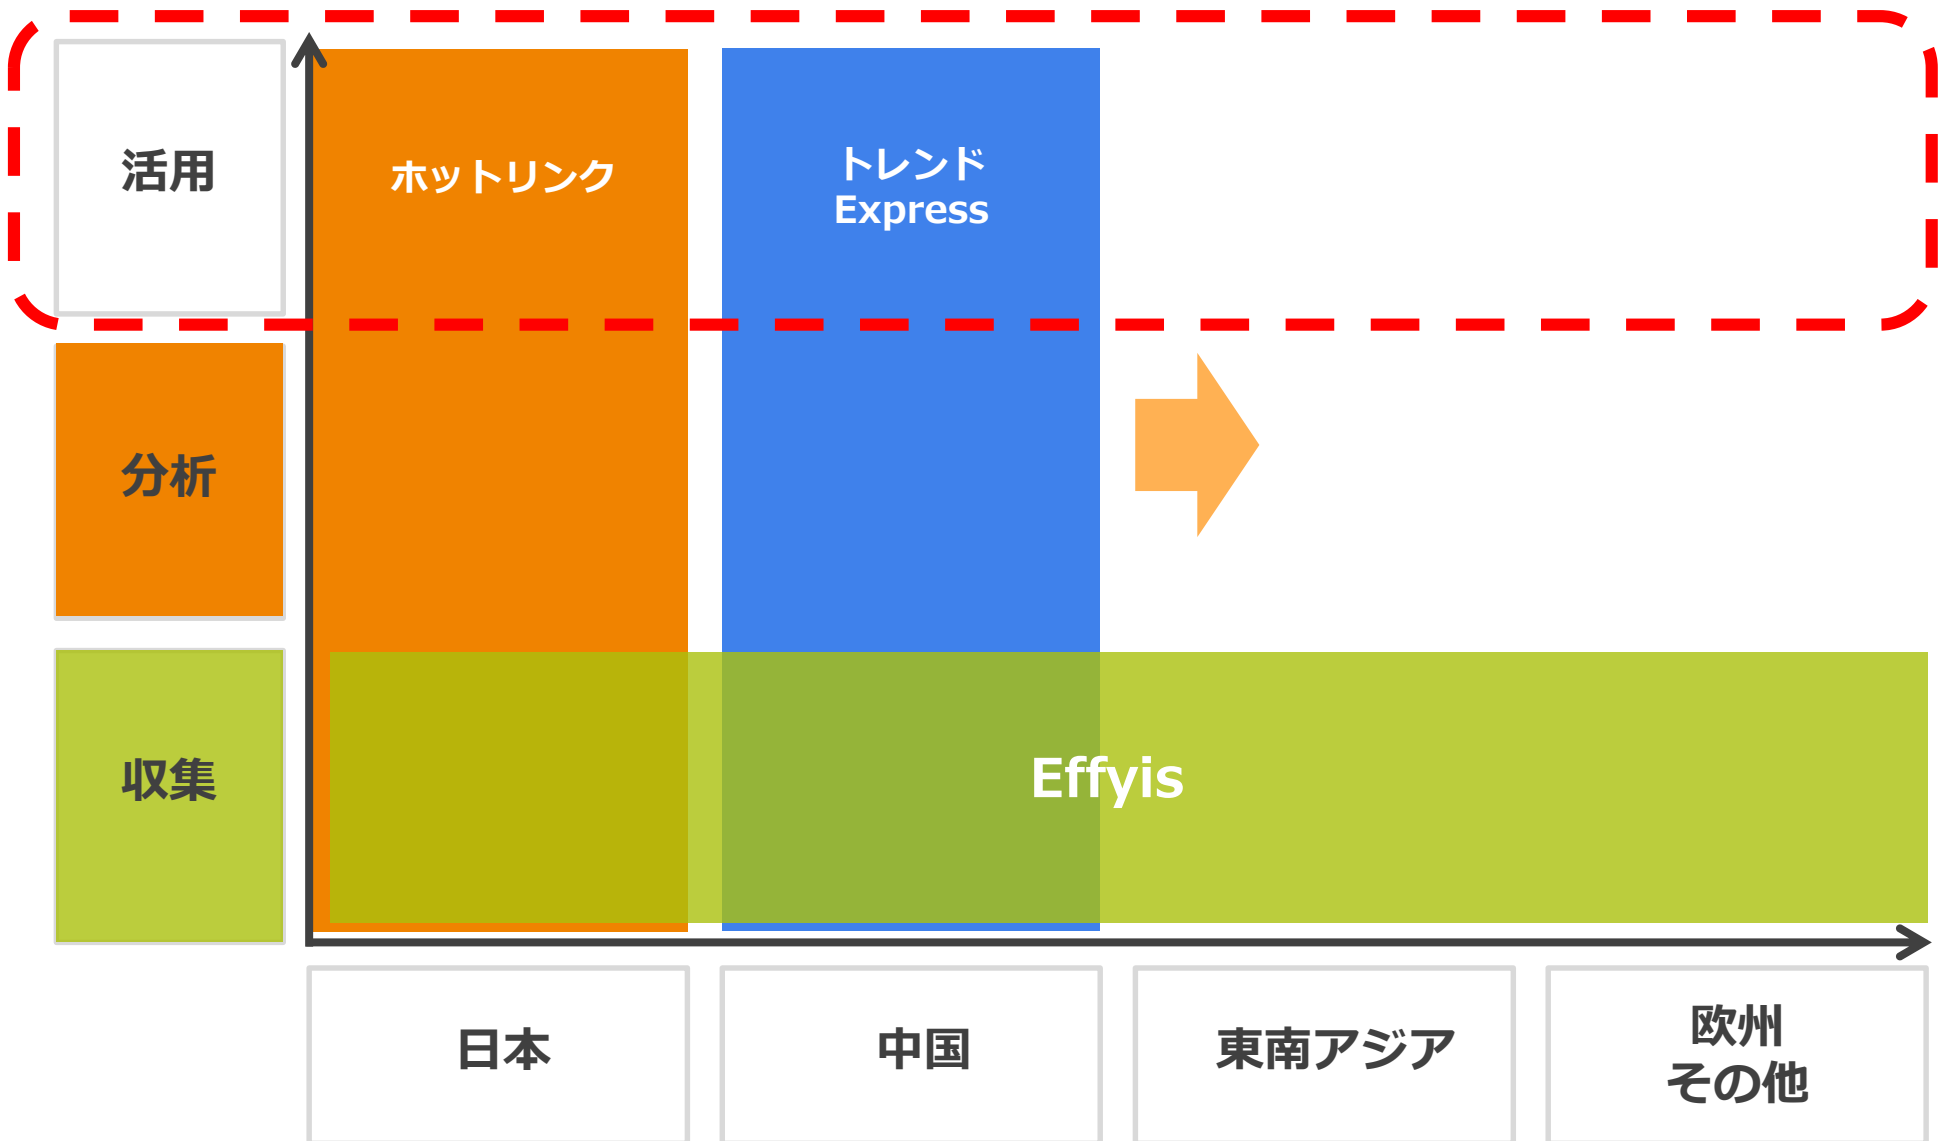 活用
ホットリンク
トレンド
Express
分析
収集
Effyis
日本
中国
東南アジア
欧州
その他